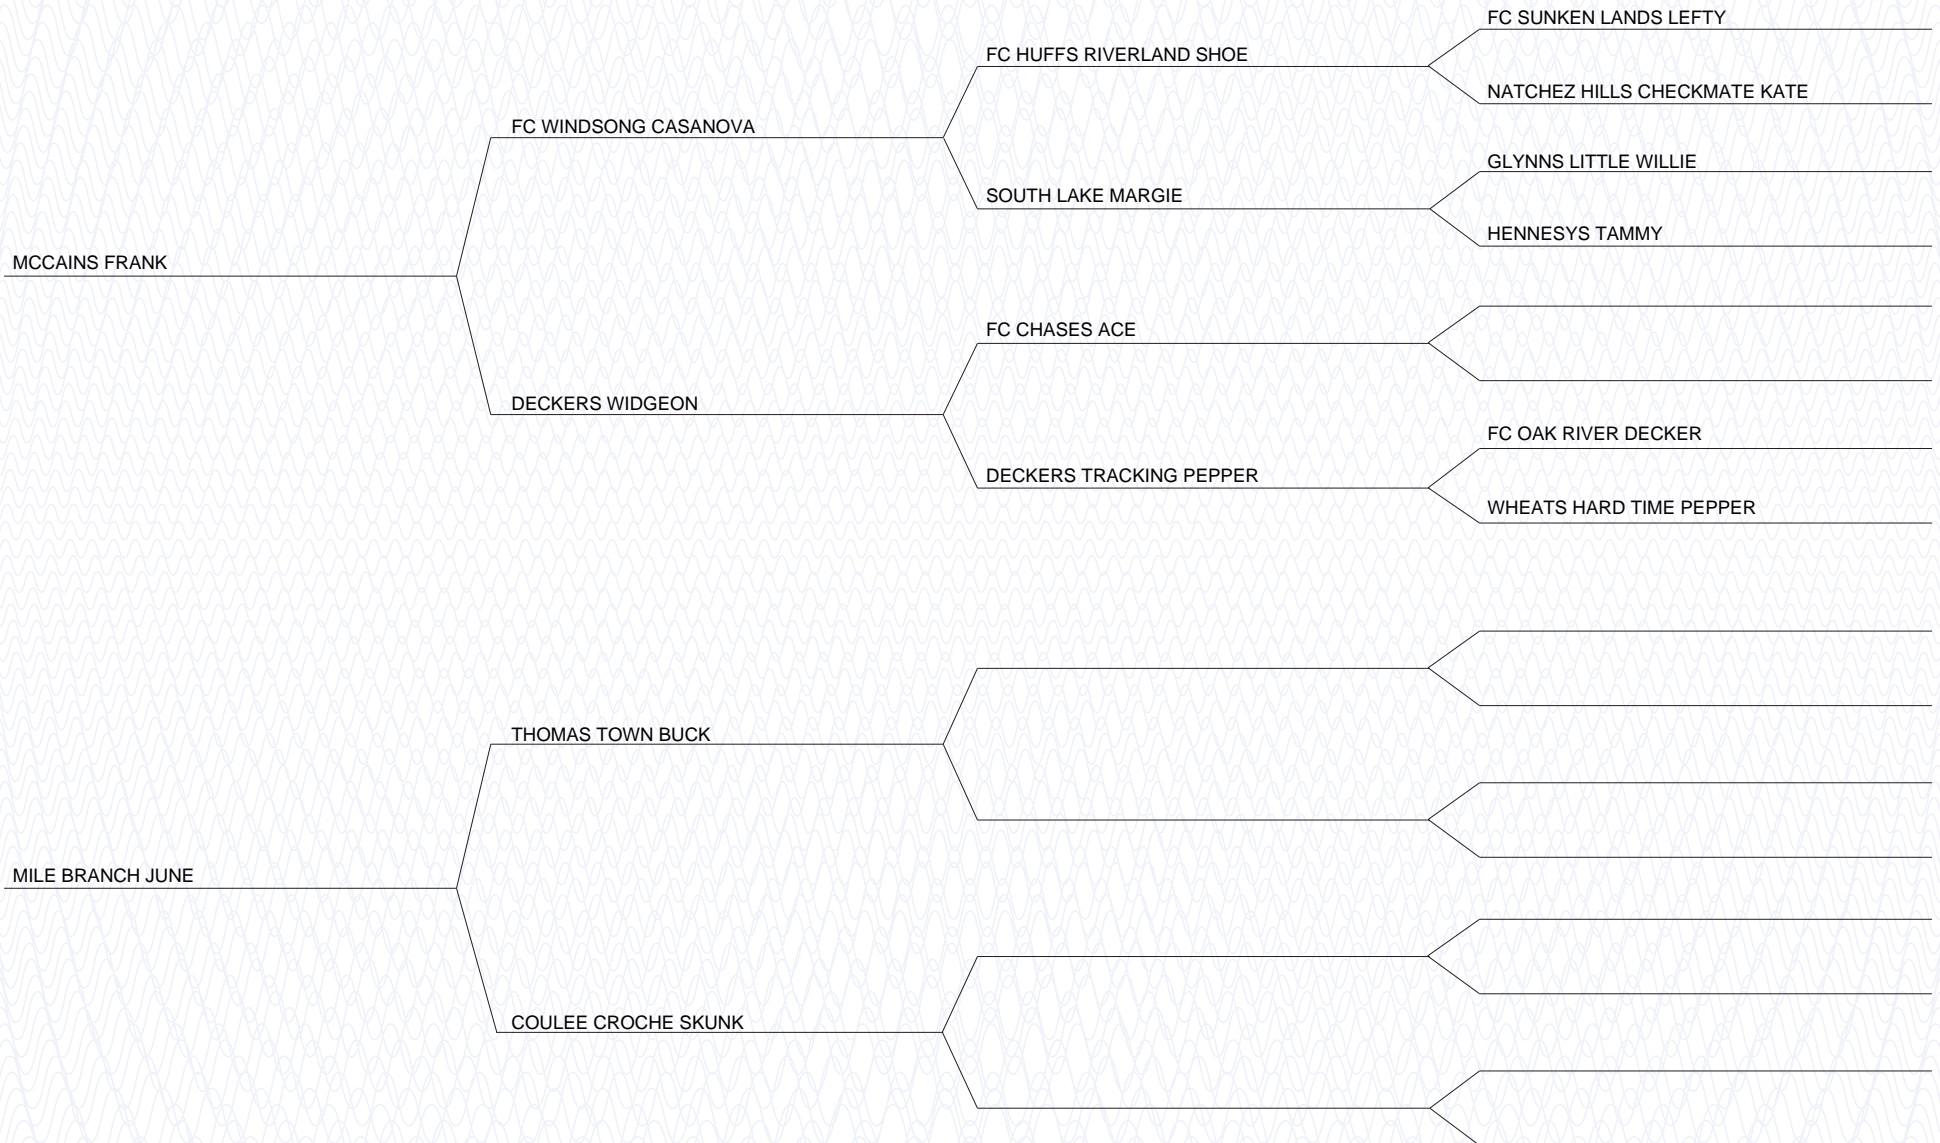 FC SUNKEN LANDS LEFTY
FC HUFFS RIVERLAND SHOE
NATCHEZ HILLS CHECKMATE KATE
FC WINDSONG CASANOVA
GLYNNS LITTLE WILLIE
SOUTH LAKE MARGIE
HENNESYS TAMMY
MCCAINS FRANK
FC CHASES ACE
DECKERS WIDGEON
FC OAK RIVER DECKER
DECKERS TRACKING PEPPER
WHEATS HARD TIME PEPPER
THOMAS TOWN BUCK
MILE BRANCH JUNE
COULEE CROCHE SKUNK